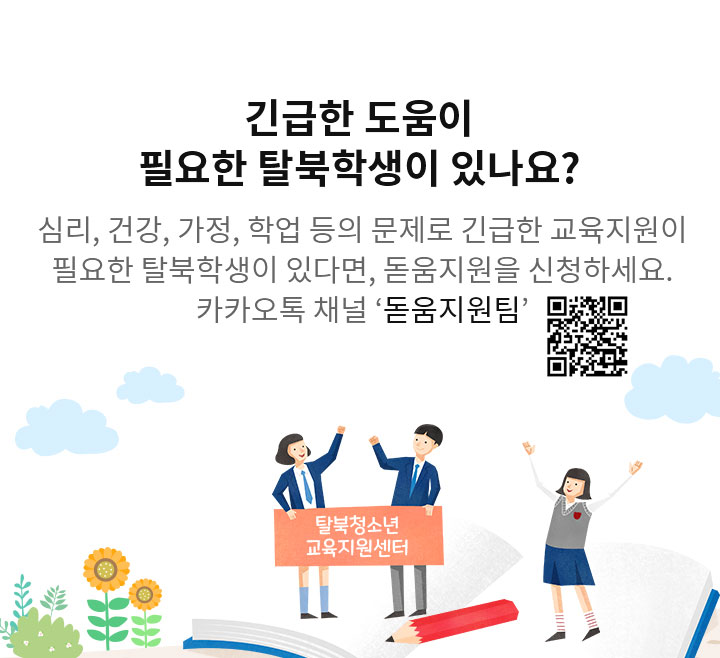 긴급한 도움이
필요한 탈북학생이 있나요?
심리, 건강, 가정, 학업 등의 문제로 긴급한 교육지원이
필요한 탈북학생이 있다면, 돋움지원을 신청하세요.
카카오톡 채널 ‘돋움지원팀’
탈북청소년
교육지원센터